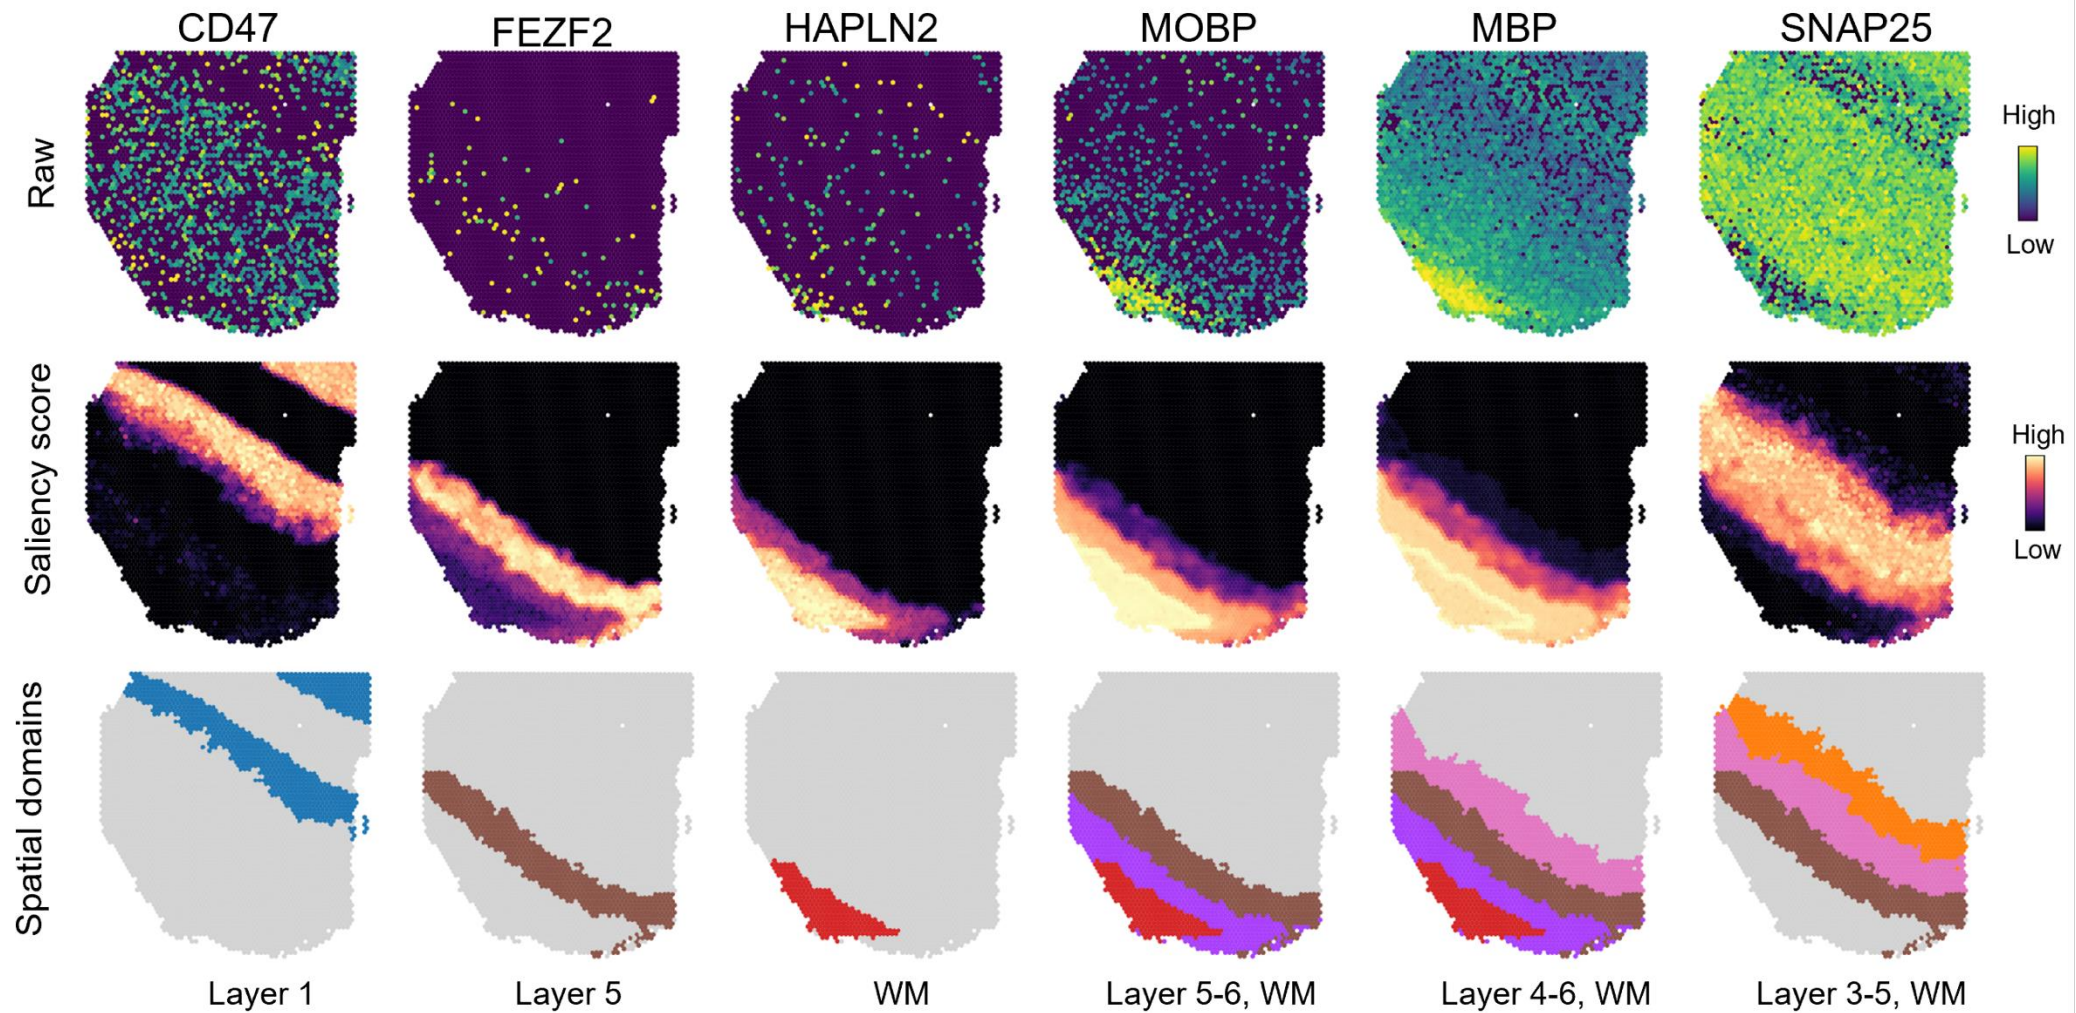 CD47
FEZF2
HAPLN2
MOBP
MBP
SNAP25
Raw
High
Low
Saliency score
High
Low
Spatial domains
Layer 1
Layer 5
WM
Layer 5-6, WM
Layer 4-6, WM
Layer 3-5, WM